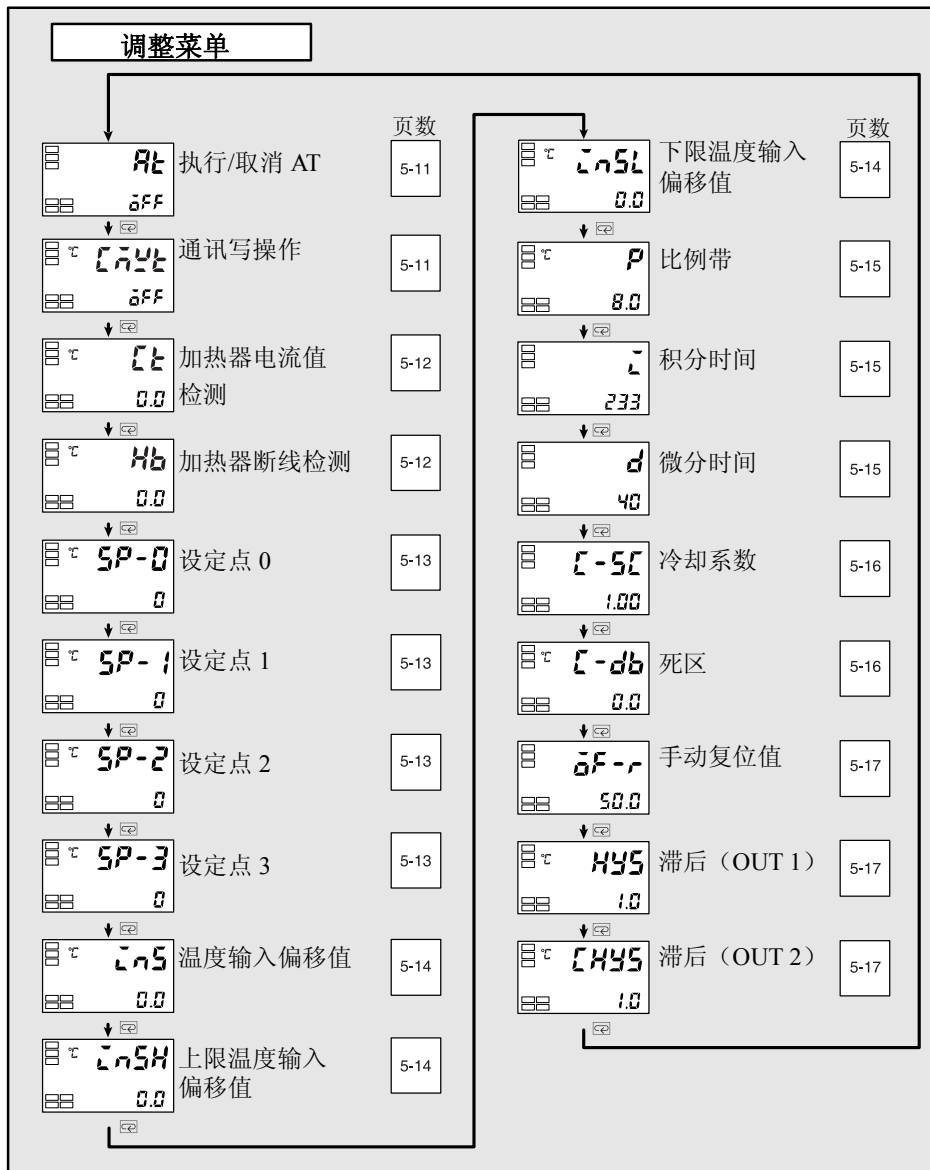 调整菜单
页数
At
执行/取消 AT
5-11
oFF
℃
CMWt
通讯写操作
5-11
oFF
℃
Ct
加热器电流值
检测
5-12
0.0
℃
Hb
加热器断线检测
5-12
0.0
℃
SP-0
设定点 0
5-13
0
℃
SP-1
设定点 1
5-13
0
℃
SP-2
设定点 2
5-13
0
℃
SP-3
设定点 3
5-13
0
℃
inS
温度输入偏移值
5-14
0.0
℃
inSH
上限温度输入
偏移值
5-14
0.0
页数
℃
inSL
下限温度输入
偏移值
5-14
0.0
℃
P
比例带
5-15
8.0
i
积分时间
5-15
233
d
微分时间
5-15
40
C-SC
冷却系数
5-16
1.00
℃
C-db
死区
5-16
0.0
oF-r
手动复位值
5-17
50.0
℃
HYS
滞后（OUT 1）
5-17
1.0
℃
CHYS
滞后（OUT 2）
5-17
1.0